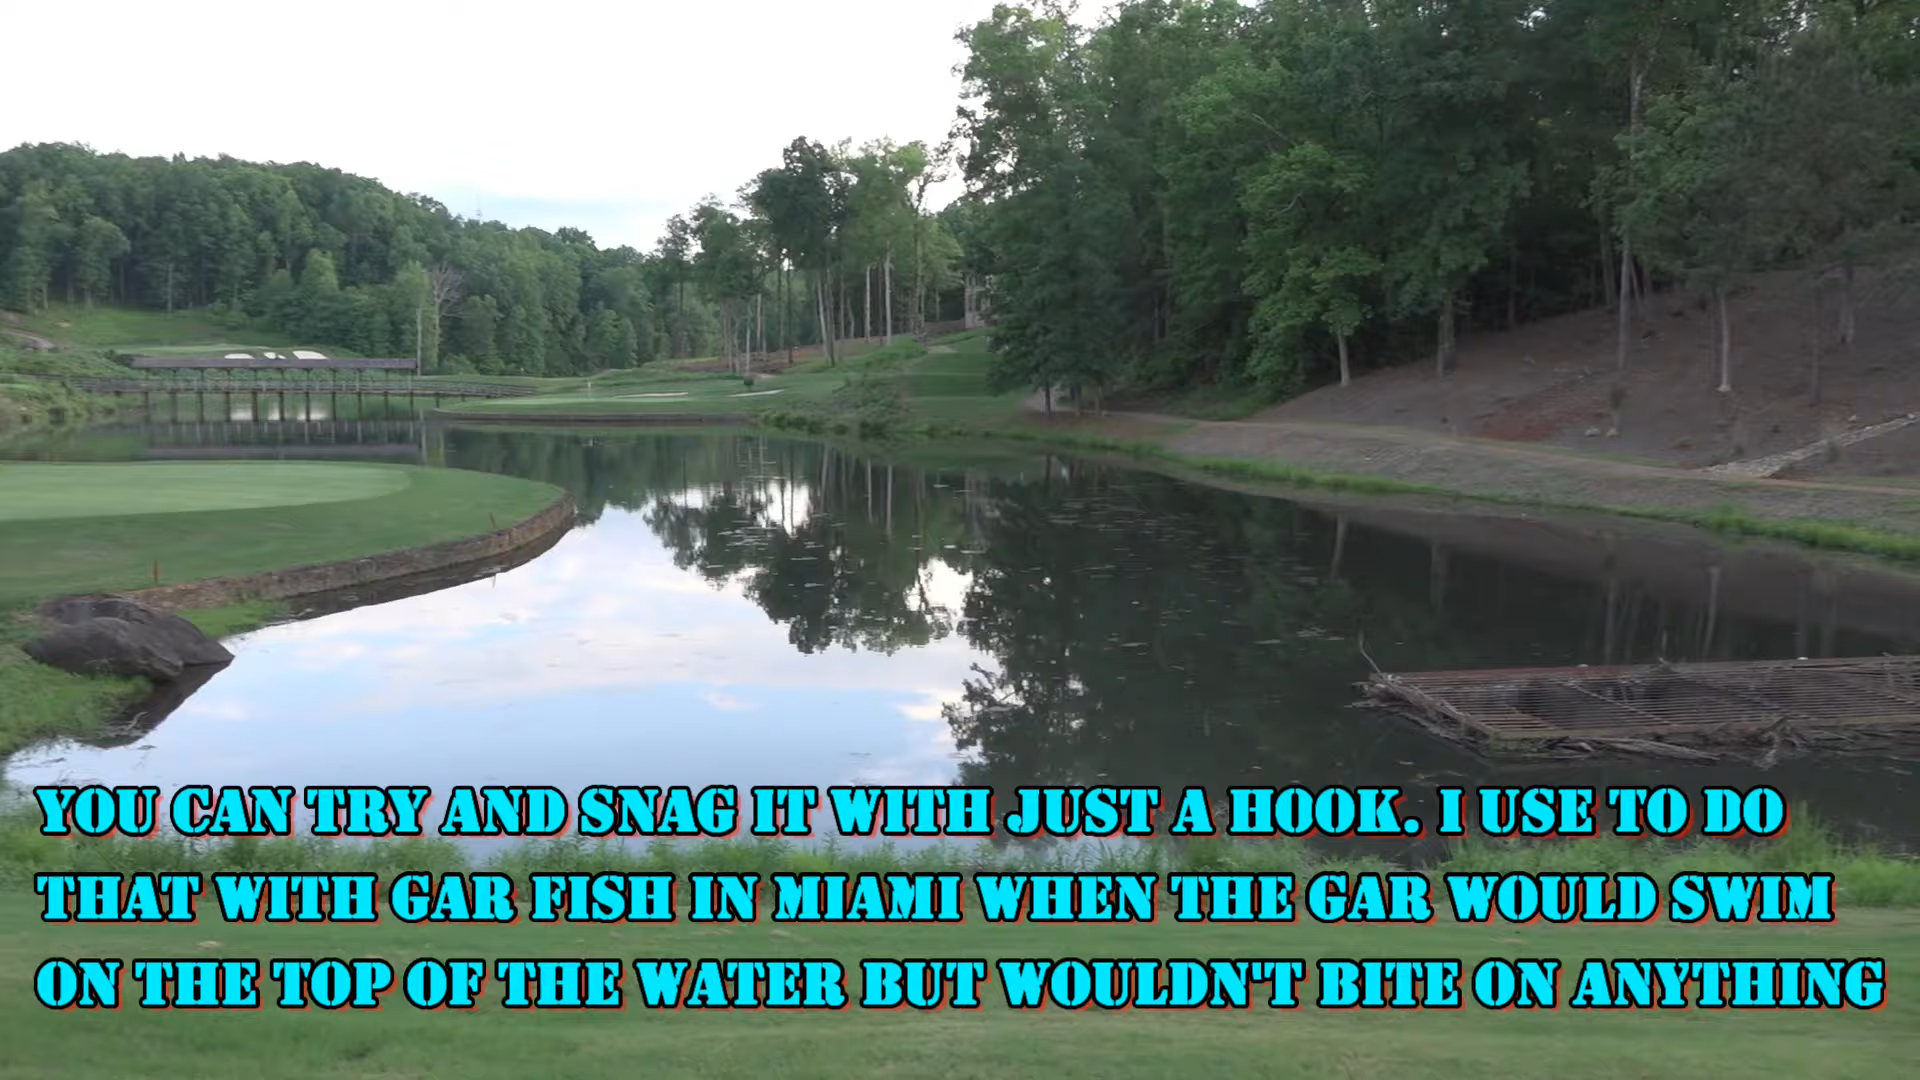 YOU CAN TRY AND SNAG IT WITH JUST A HOOK. I USE TO DO
THAT WITH GAR FISH IN MIAMI WHEN THE GAR WOULD SWIM
ON THE TOP OF THE WATER BUT WOULDN'T BITE ON ANYTHING